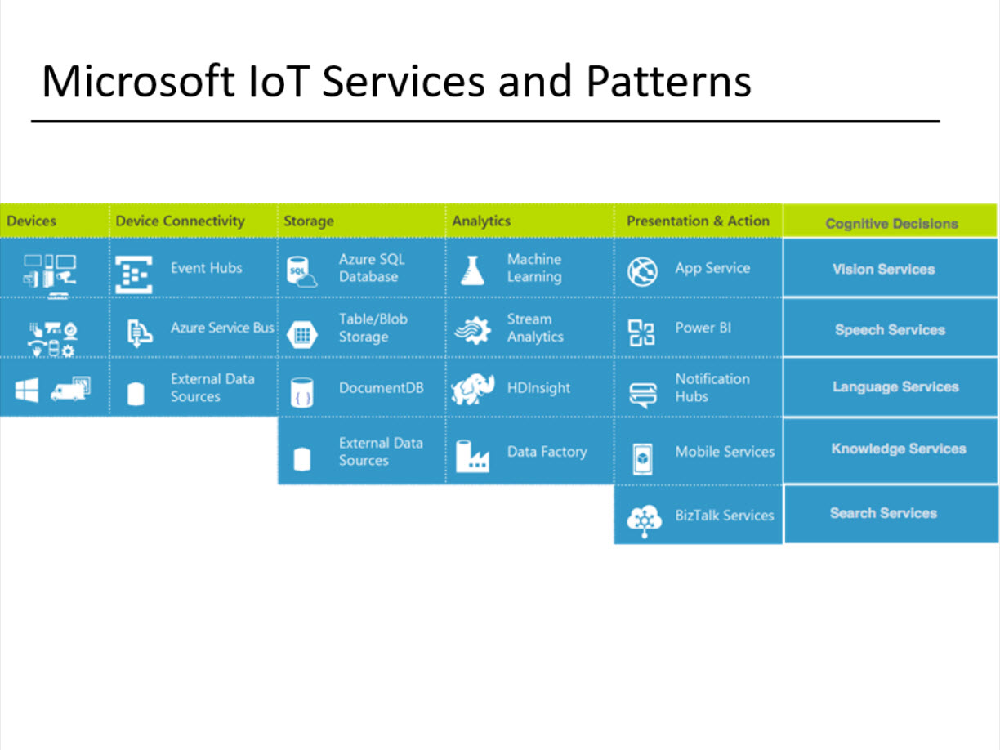 Microsoft IoT Services and Patterns
Devices
Device Connectivity
Storage
Analytics
Presentation & Action
Cognitive Decisions
Event Hubs
SQL
Azure SQL
Database
Machine
Learning
App Service
Vision Services
Azure Service Bus
Table/Blob
Storage
Stream
Analytics
Power BI
Speech Services
External Data
Sources
{ }
DocumentDB
HDInsight
Notification
Hubs
Language Services
External Data
Sources
Data Factory
Mobile Services
Knowledge Services
BizTalk Services
Search Services